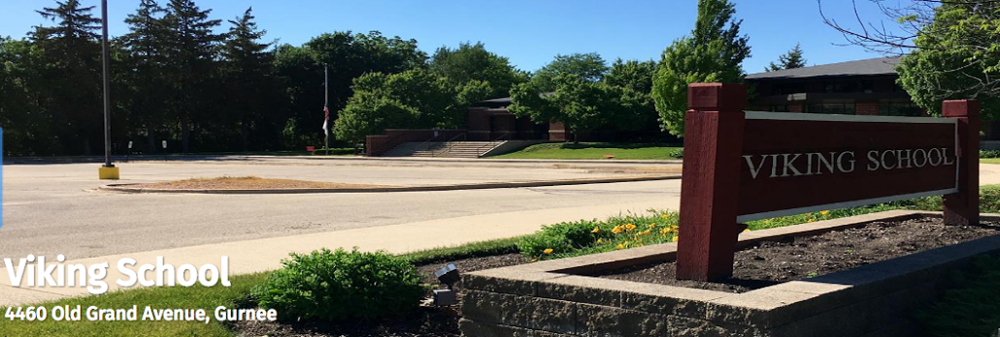 VIKING SCHOOL
Viking School
4460 Old Grand Avenue, Gurnee